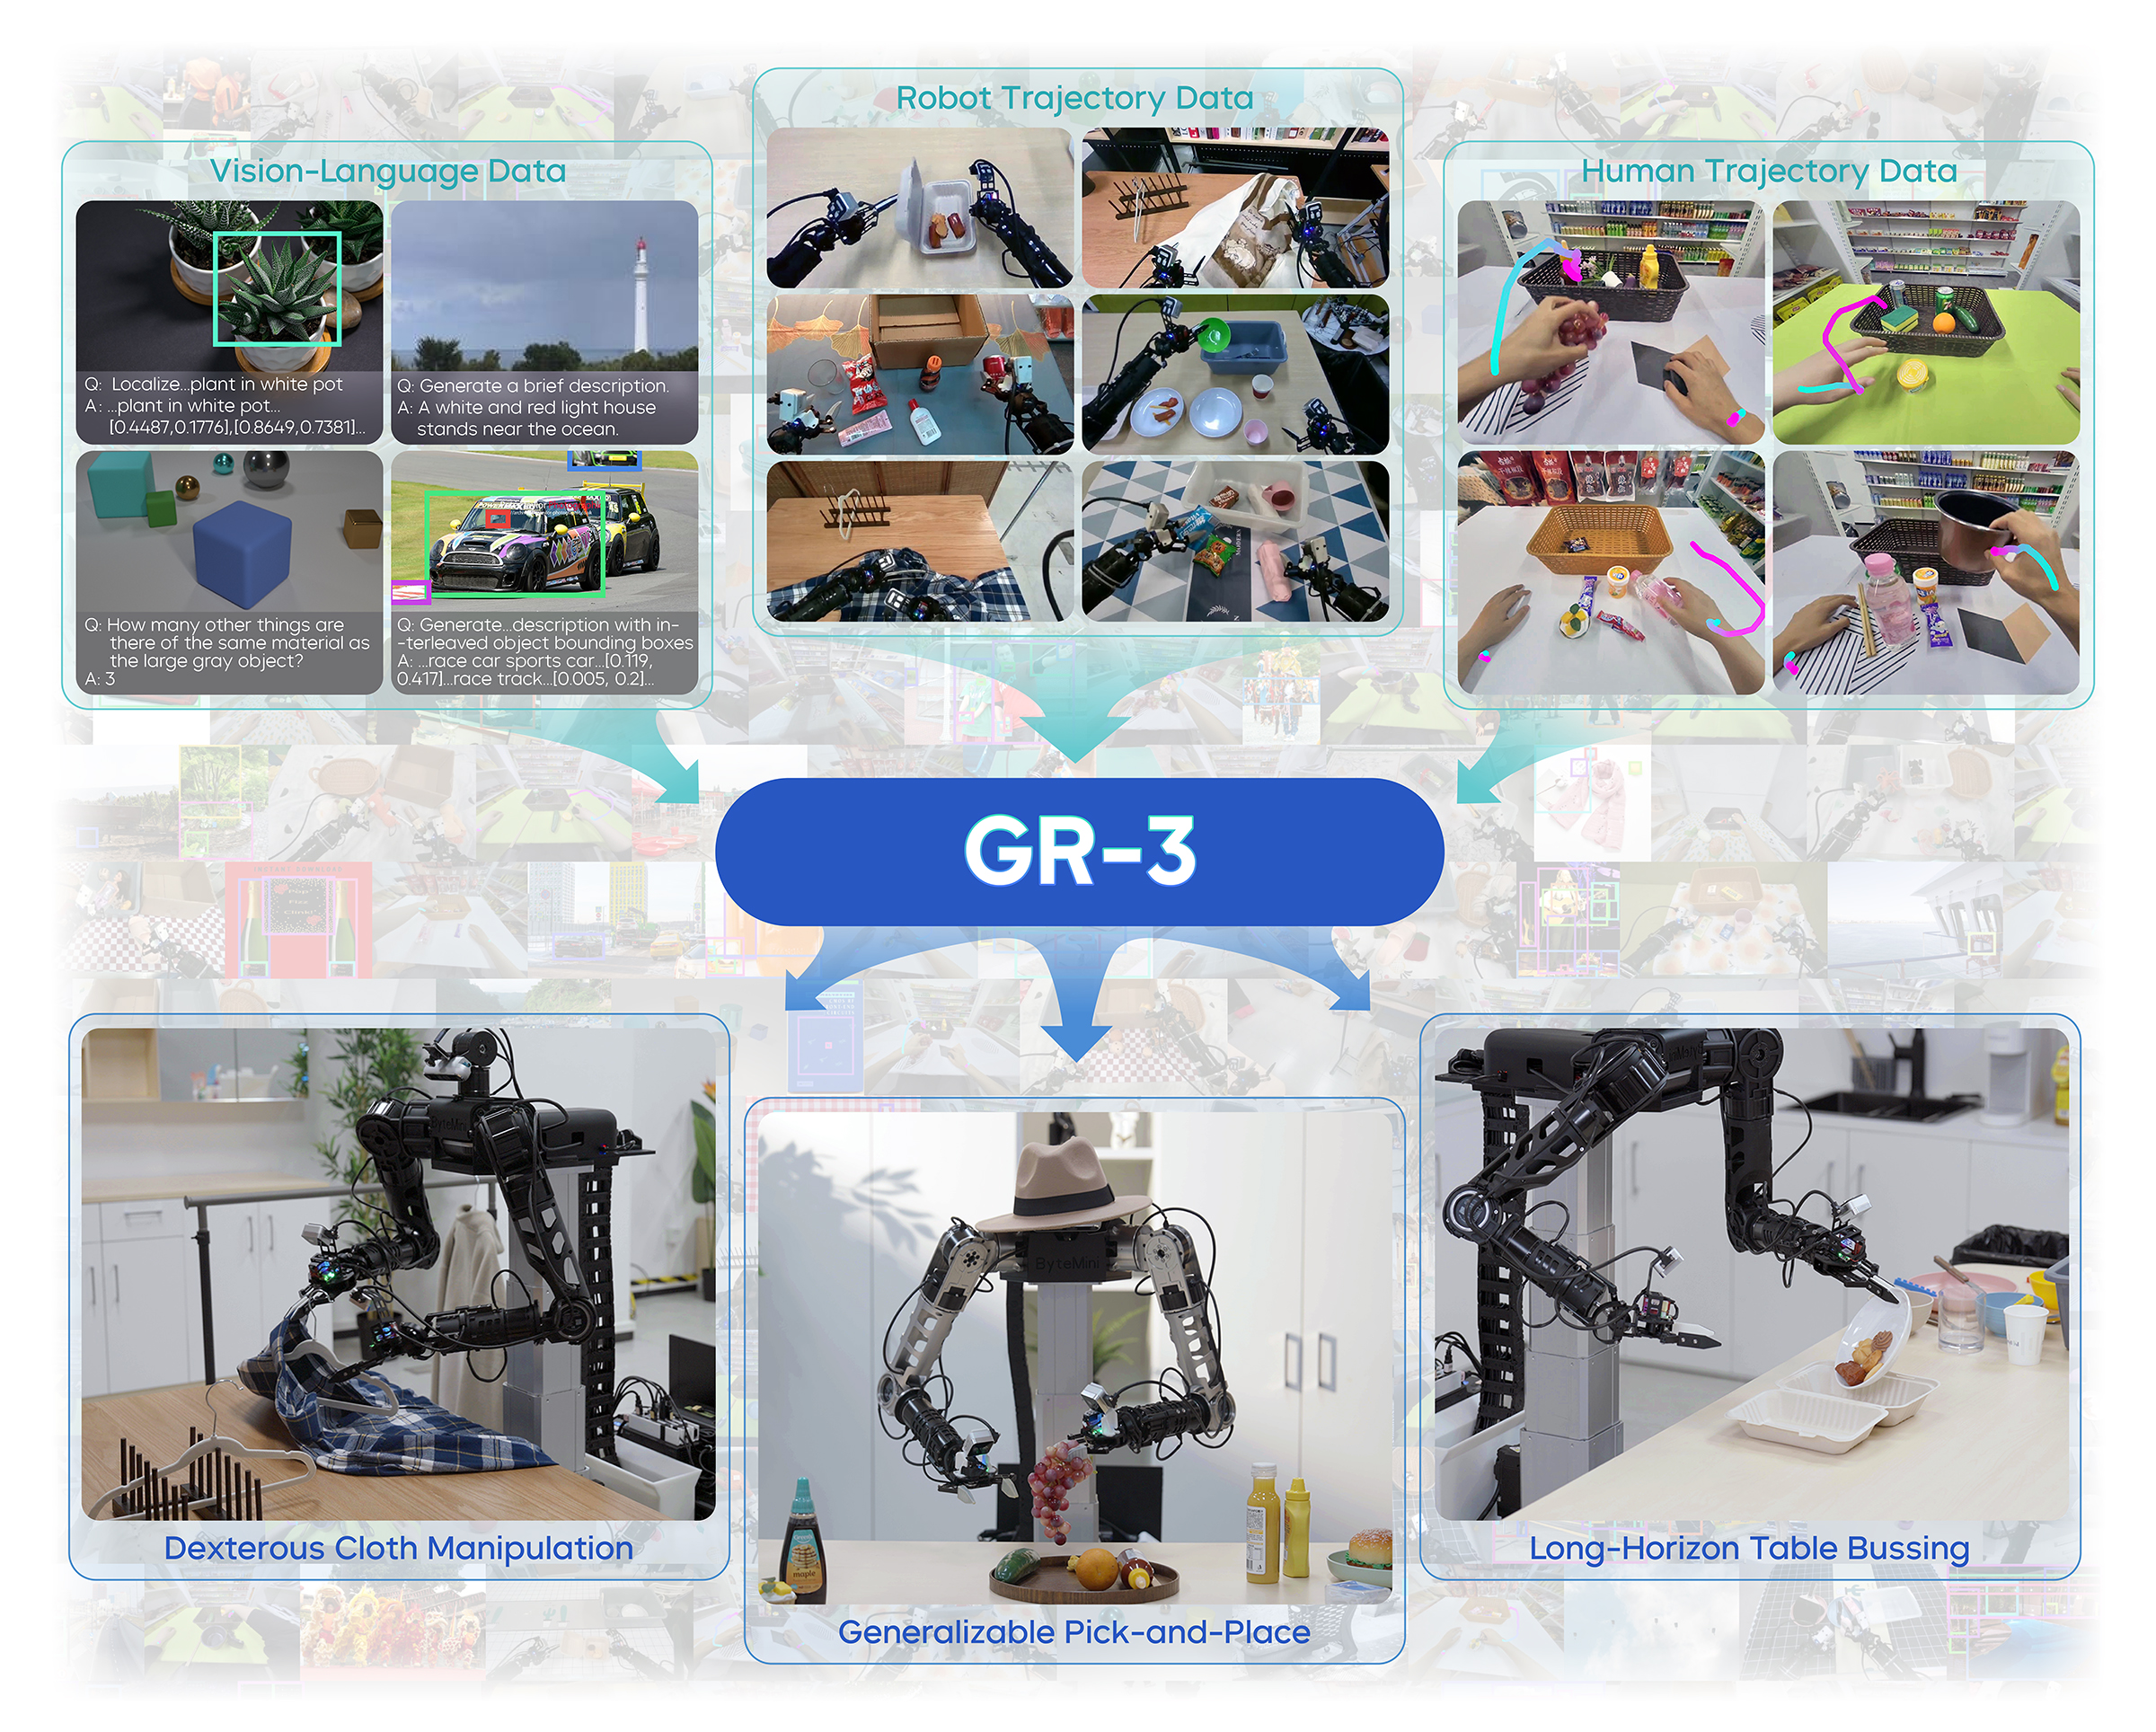 Robot Trajectory Data
Vision-Language Data
Human Trajectory Data
Q: Localize...plant in white pot
A: ...plant in white pot...
[0.4487,0.1776],[0.8649,0.7381]...
Q: Generate a brief description.
A: A white and red light house
stands near the ocean.
Q: How many other things are
there of the same material as
the large gray object?
A: 3
Q: Generate...description with in-
-terleaved object bounding boxes
A: ...race car sports car...[0.119,
0.417]...race track...[0.005, 0.2]...
GR-3
ByteMini
maple
Dexterous Cloth Manipulation
Generalizable Pick-and-Place
Long-Horizon Table Bussing